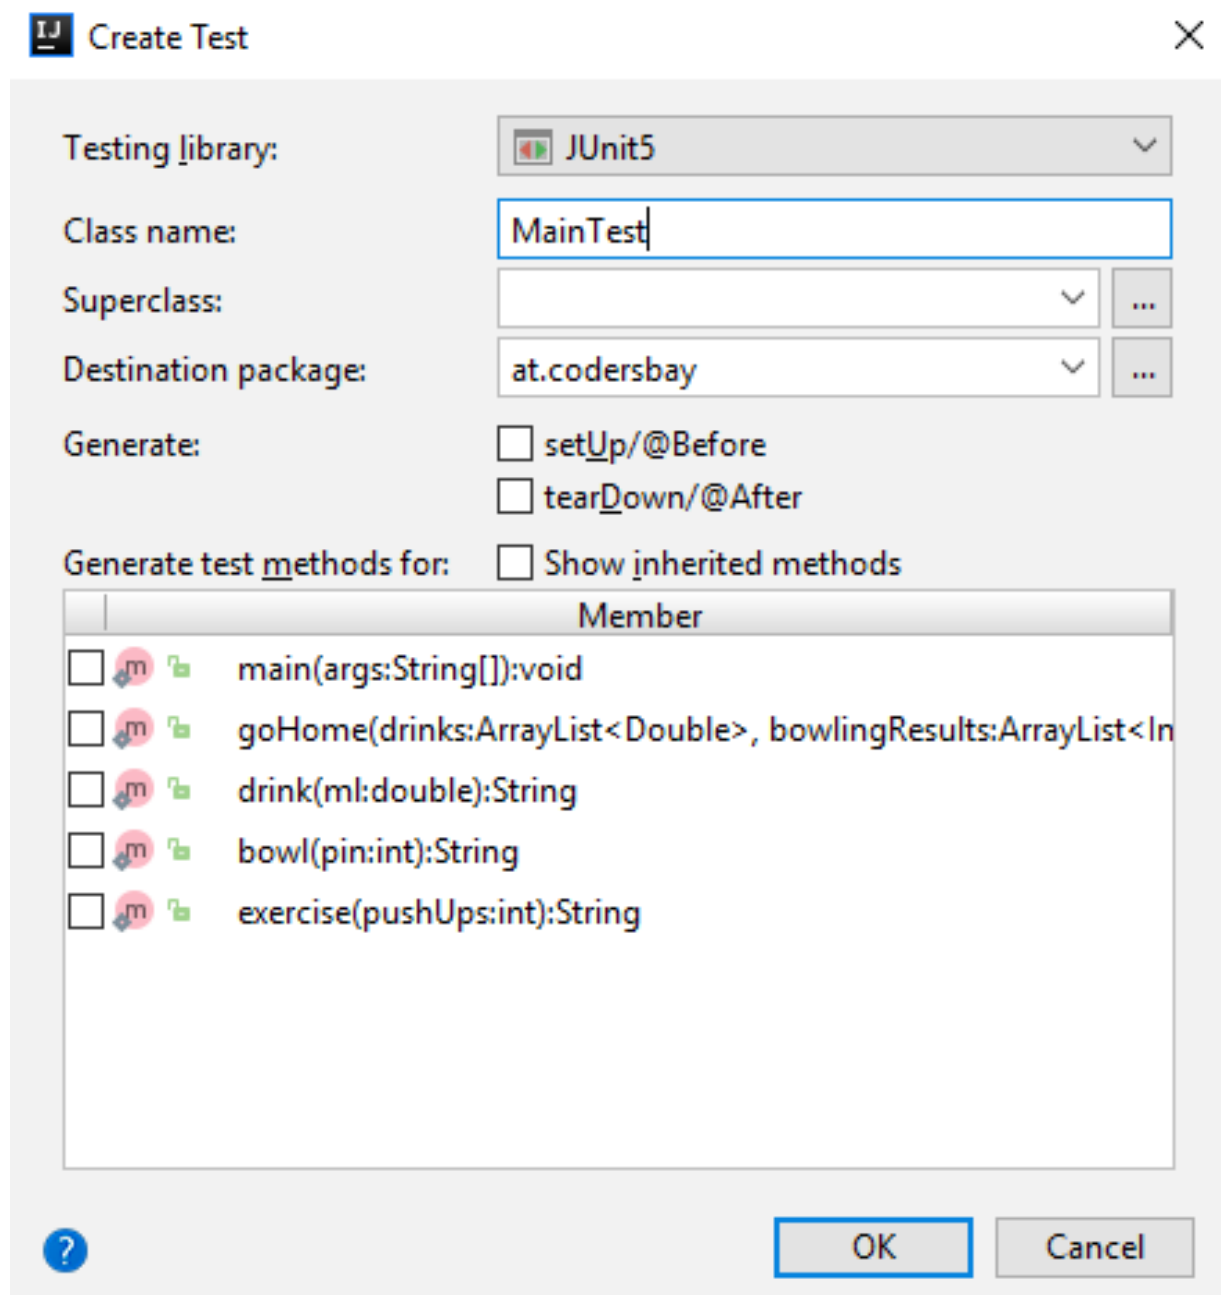 IJ Create Test
Testing library: JUnit5
Class name: MainTest
Superclass: ...
Destination package: at.codersbay ...
Generate: setUp/@Before
tearDown/@After
Generate test methods for: Show inherited methods
Member
m main(args:String[]):void
m goHome(drinks:ArrayList<Double>, bowlingResults:ArrayList<In
m drink(ml:double):String
m bowl(pin:int):String
m exercise(pushUps:int):String
? OK Cancel